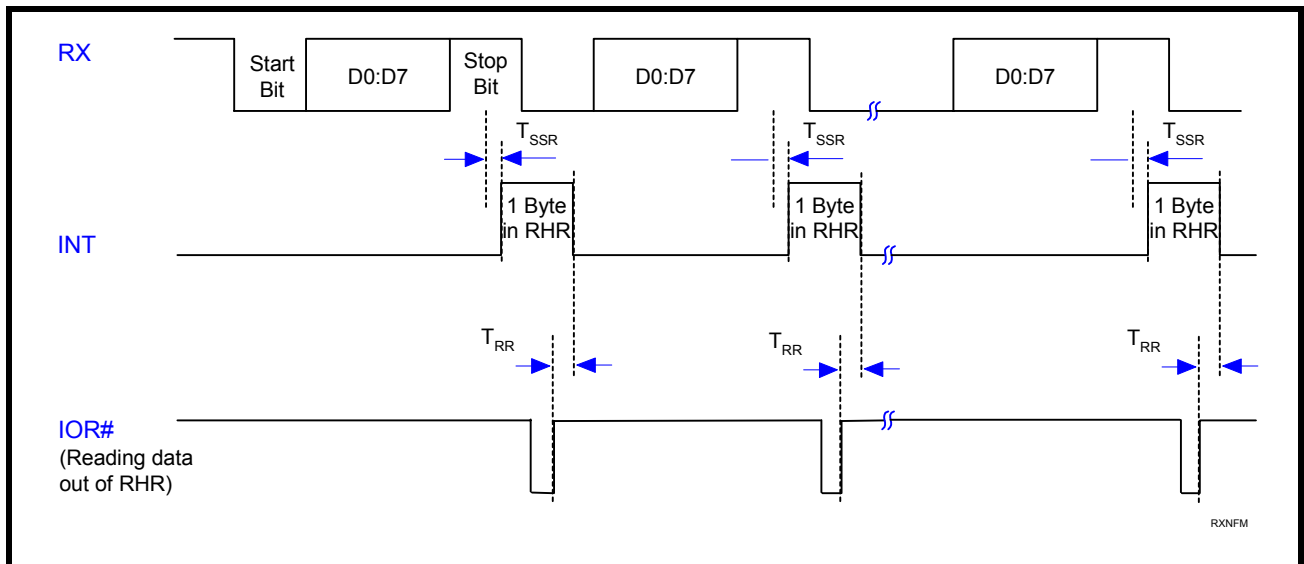 RX
Start
Bit
D0:D7
Stop
Bit
D0:D7
D0:D7
TSSR
TSSR
TSSR
INT
1 Byte
in RHR
1 Byte
in RHR
1 Byte
in RHR
TRR
TRR
TRR
IOR#
(Reading data
out of RHR)
RXNFM